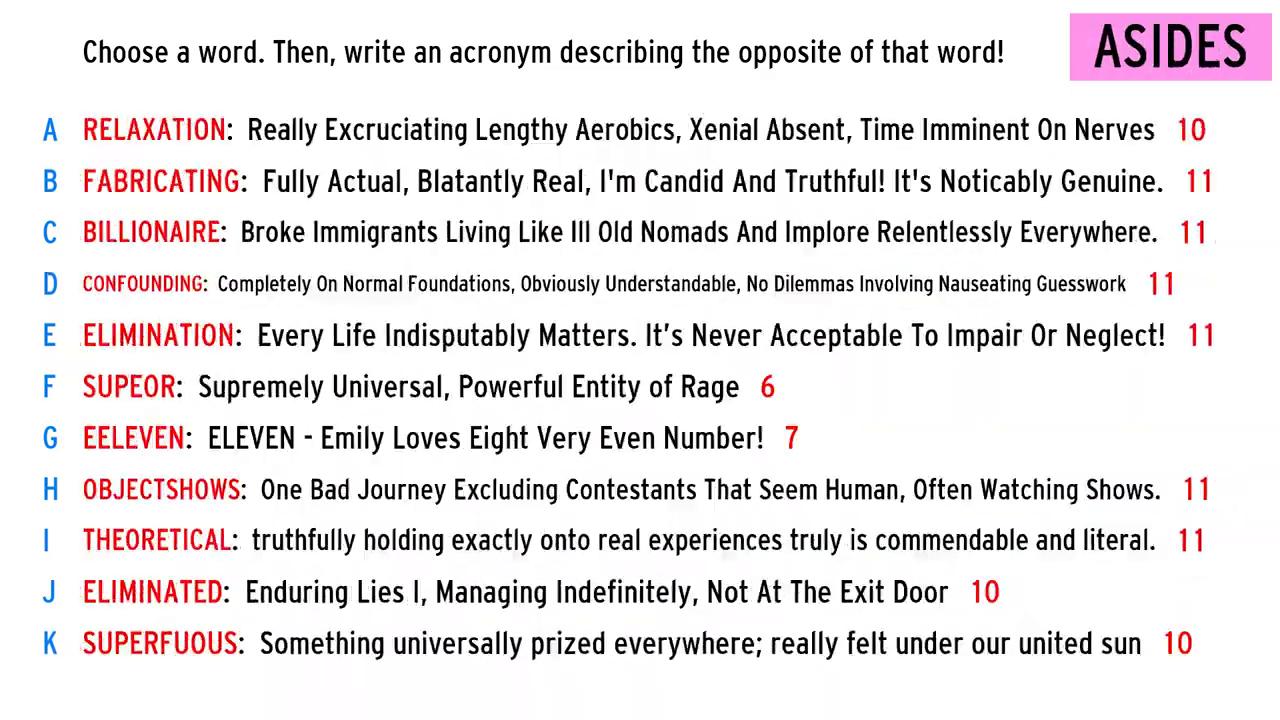 Choose a word. Then, write an acronym describing the opposite of that word!
ASIDES
A RELAXATION: Really Excruciating Lengthy Aerobics, Xenial Absent, Time Imminent On Nerves 10
B FABRICATING: Fully Actual, Blatantly Real, I'm Candid And Truthful! It's Noticably Genuine. 11
C BILLIONAIRE: Broke Immigrants Living Like Ill Old Nomads And Implore Relentlessly Everywhere. 11
D CONFOUNDING: Completely On Normal Foundations, Obviously Understandable, No Dilemmas Involving Nauseating Guesswork 11
E ELIMINATION: Every Life Indisputably Matters. It’s Never Acceptable To Impair Or Neglect! 11
F SUPEOR: Supremely Universal, Powerful Entity of Rage 6
G EELEVEN: ELEVEN - Emily Loves Eight Very Even Number! 7
H OBJECTSHOWS: One Bad Journey Excluding Contestants That Seem Human, Often Watching Shows. 11
I THEORETICAL: truthfully holding exactly onto real experiences truly is commendable and literal. 11
J ELIMINATED: Enduring Lies I, Managing Indefinitely, Not At The Exit Door 10
K SUPERFUOUS: Something universally prized everywhere; really felt under our united sun 10